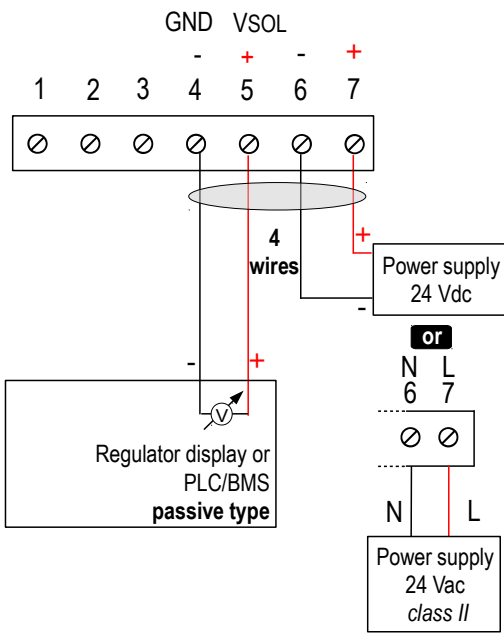 GND VSOL
- + - +
1 2 3 4 5 6 7
4
wires
+
Power supply
24 Vdc
-
or
N L
6 7
- +
V
Regulator display or
PLC/BMS
passive type
N L
Power supply
24 Vac
class II